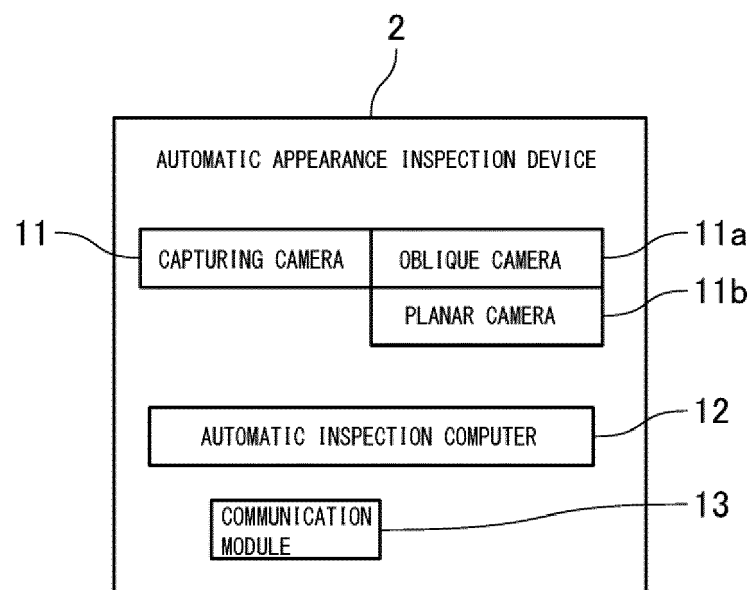 2
AUTOMATIC APPEARANCE INSPECTION DEVICE
11
CAPTURING CAMERA
OBLIQUE CAMERA
11a
PLANAR CAMERA
11b
AUTOMATIC INSPECTION COMPUTER
12
COMMUNICATION
MODULE
13